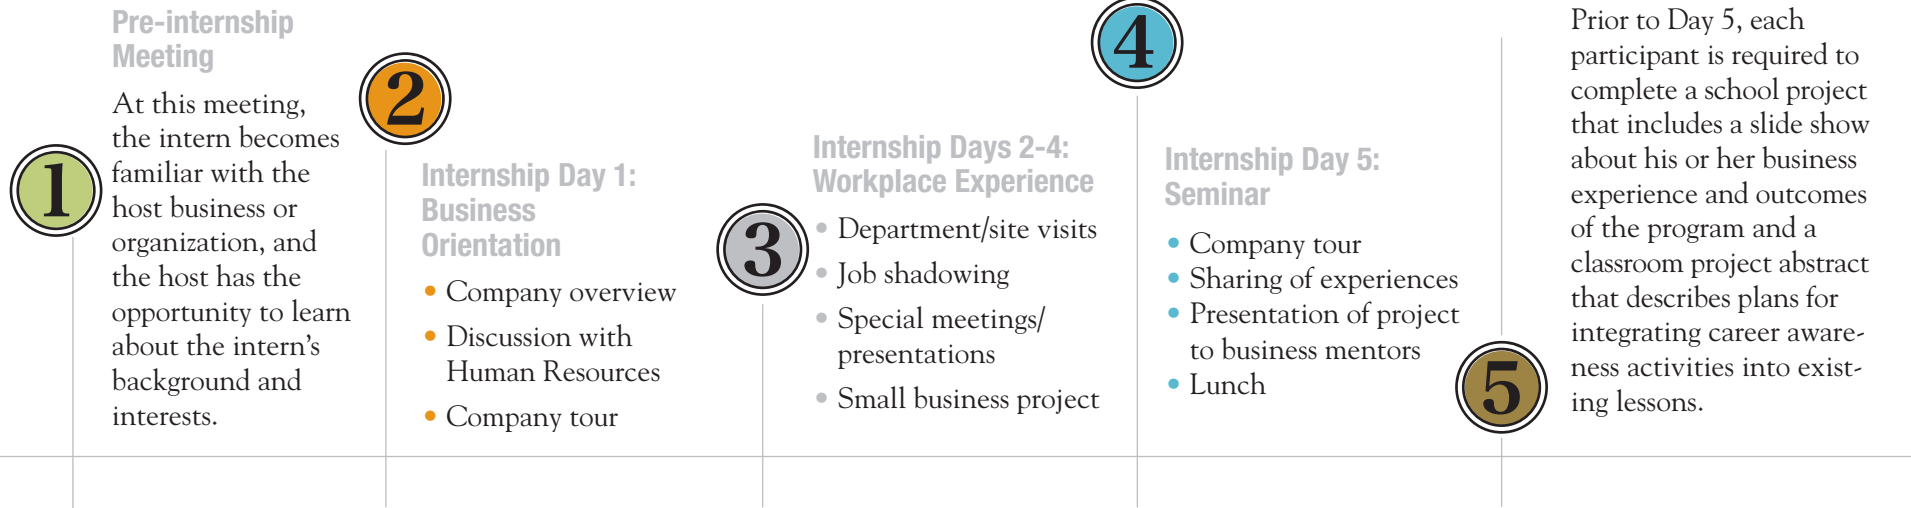 1
Pre-internship
Meeting
At this meeting,
the intern becomes
familiar with the
host business or
organization, and
the host has the
opportunity to learn
about the intern’s
background and
interests.
2
Internship Day 1:
Business
Orientation
• Company overview
• Discussion with
Human Resources
• Company tour
3
Internship Days 2-4:
Workplace Experience
• Department/site visits
• Job shadowing
• Special meetings/
presentations
• Small business project
4
Internship Day 5:
Seminar
• Company tour
• Sharing of experiences
• Presentation of project
to business mentors
• Lunch
5
Prior to Day 5, each
participant is required to
complete a school project
that includes a slide show
about his or her business
experience and outcomes
of the program and a
classroom project abstract
that describes plans for
integrating career aware-
ness activities into exist-
ing lessons.